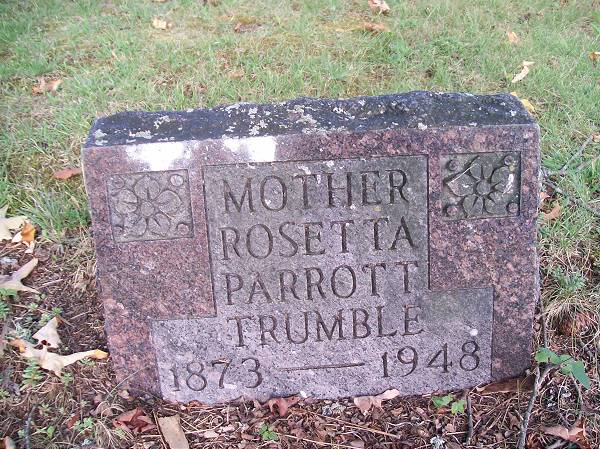 MOTHER
ROSETTA
PARROTT
TRUMBLE
1873 — 1948